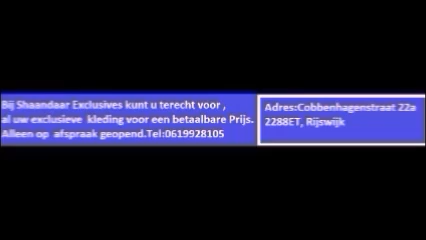 Bij Shaandaar Exclusives kunt u terecht voor ,
al uw exclusieve kleding voor een betaalbare Prijs.
Alleen op afspraak geopend.Tel:0619928105
Adres:Cobbenhagenstraat 22a
2288ET, Rijswijk